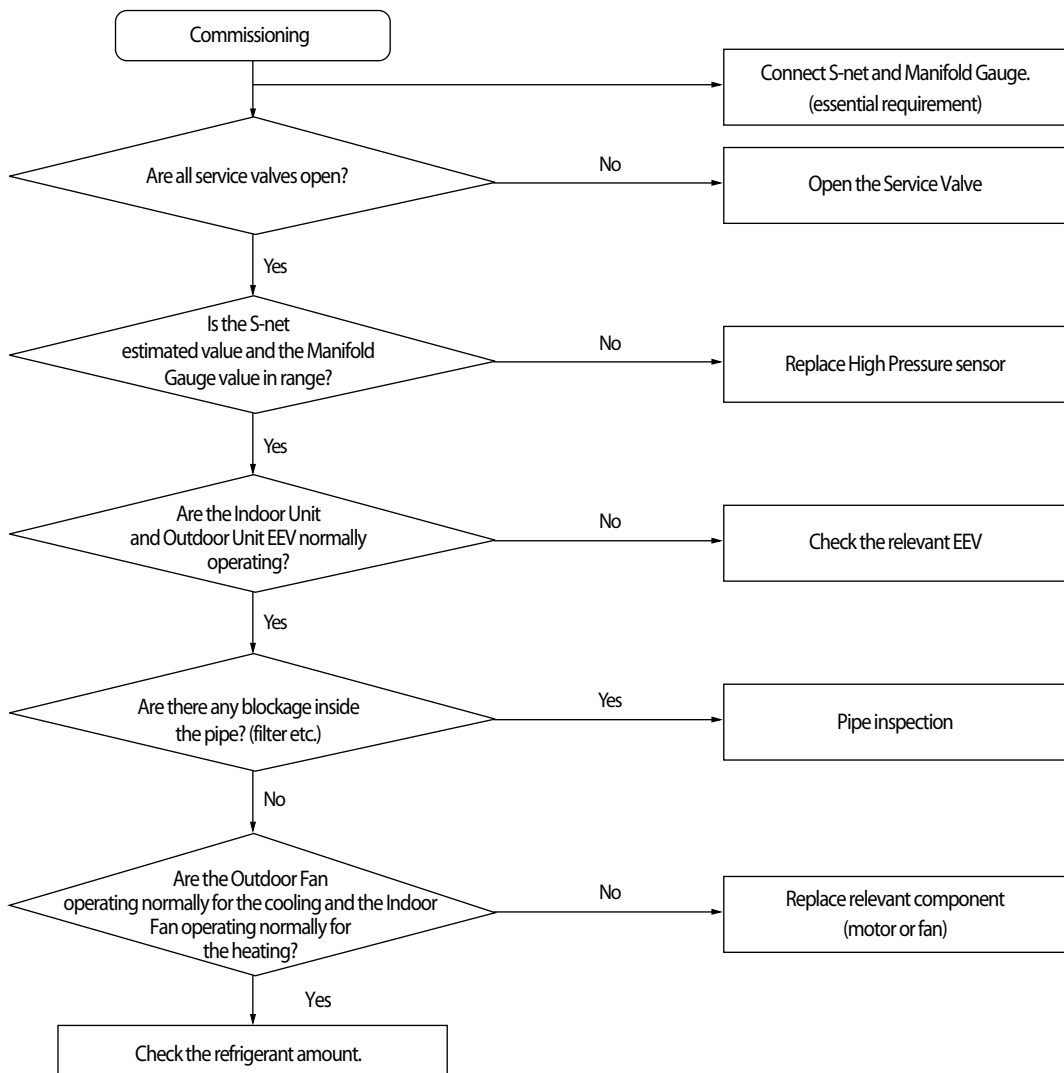 Commissioning
Connect S-net and Manifold Gauge.
(essential requirement)
Are all service valves open?
No
Open the Service Valve
Yes
Is the S-net
estimated value and the Manifold
Gauge value in range?
No
Replace High Pressure sensor
Yes
Are the Indoor Unit
and Outdoor Unit EEV normally
operating?
No
Check the relevant EEV
Yes
Are there any blockage inside
the pipe? (filter etc.)
Yes
Pipe inspection
No
Are the Outdoor Fan
operating normally for the cooling and the Indoor
Fan operating normally for
the heating?
No
Replace relevant component
(motor or fan)
Yes
Check the refrigerant amount.